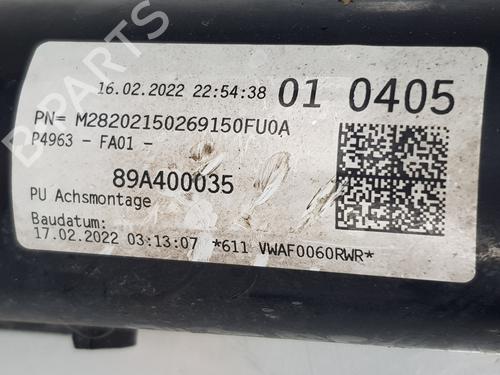 16.02.2022 22:54:38 01 0405
PN= M28202150269150FU0A
P4963 - FA01 -
89A400035
PU Achsmontage
Baudatum:
17.02.2022 03:13:07 *611 VWAF0060RWR*
B-PARTS